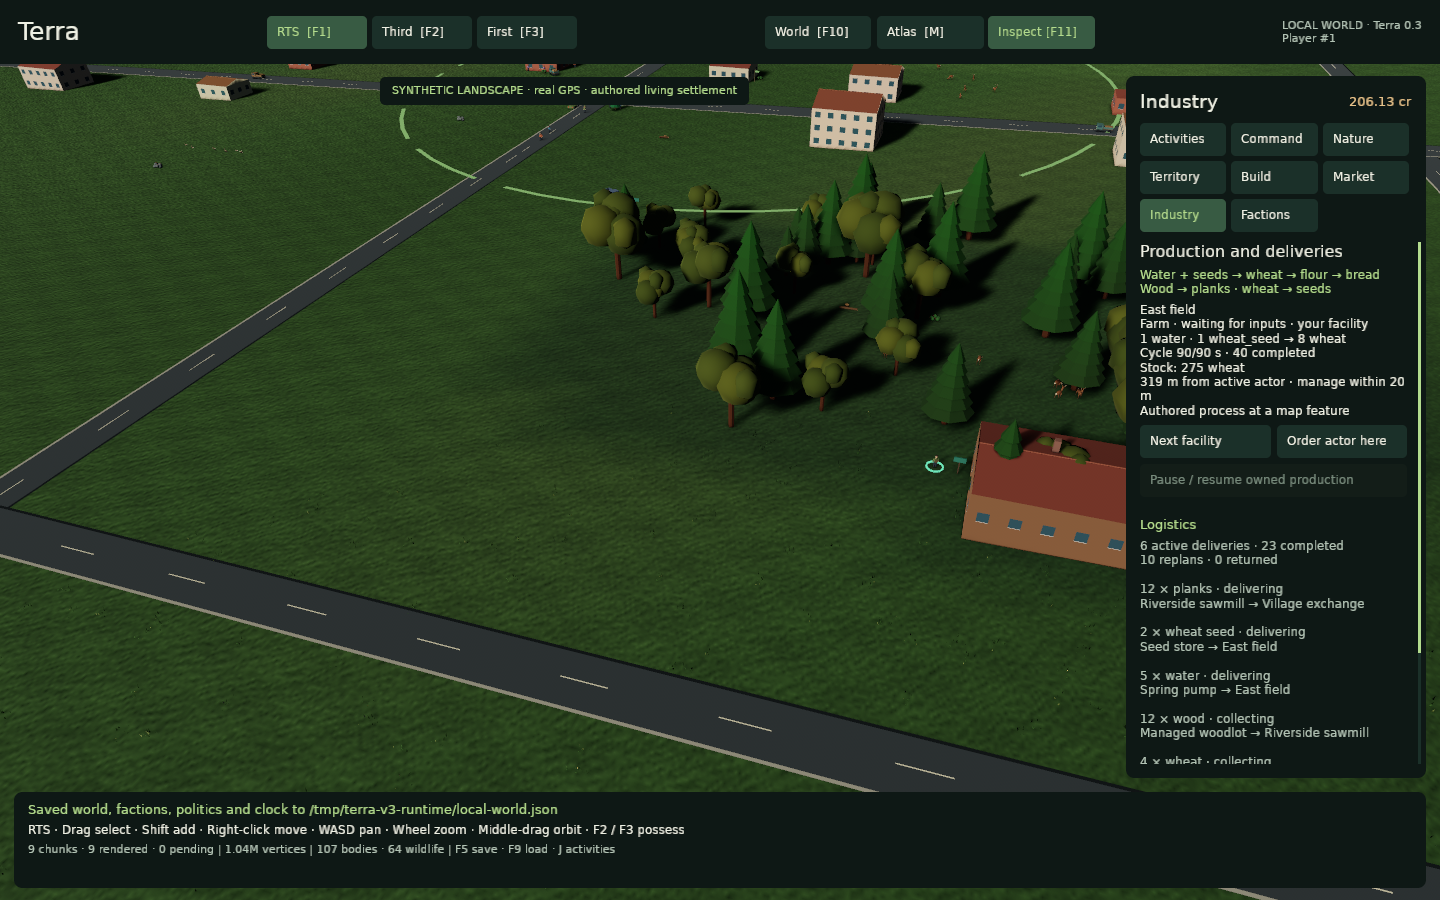 Terra
RTS [F1]
Third [F2]
First [F3]
World [F10]
Atlas [M]
Inspect [F11]
LOCAL WORLD · Terra 0.3
Player #1
SYNTHETIC LANDSCAPE · real GPS · authored living settlement
Industry
206.13 cr
Activities
Command
Nature
Territory
Build
Market
Industry
Factions
Production and deliveries
Water + seeds → wheat → flour → bread
Wood → planks · wheat → seeds
East field
Farm · waiting for inputs · your facility
1 water · 1 wheat_seed → 8 wheat
Cycle 90/90 s · 40 completed
Stock: 275 wheat
319 m from active actor · manage within 20
m
Authored process at a map feature
Next facility
Order actor here
Pause / resume owned production
Logistics
6 active deliveries · 23 completed
10 replans · 0 returned
12 × planks · delivering
Riverside sawmill → Village exchange
2 × wheat seed · delivering
Seed store → East field
5 × water · delivering
Spring pump → East field
12 × wood · collecting
Managed woodlot → Riverside sawmill
4 × wheat · collecting
Saved world, factions, politics and clock to /tmp/terra-v3-runtime/local-world.json
RTS · Drag select · Shift add · Right-click move · WASD pan · Wheel zoom · Middle-drag orbit · F2 / F3 possess
9 chunks · 9 rendered · 0 pending | 1.04M vertices | 107 bodies · 64 wildlife | F5 save · F9 load · J activities